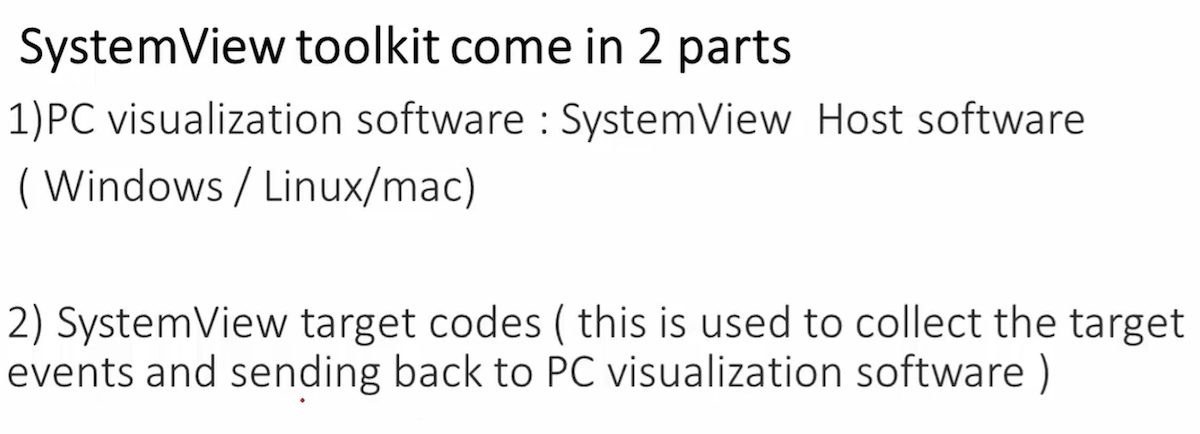 SystemView toolkit come in 2 parts
1)PC visualization software : SystemView Host software
( Windows / Linux/mac)
2) SystemView target codes ( this is used to collect the target
events and sending back to PC visualization software )